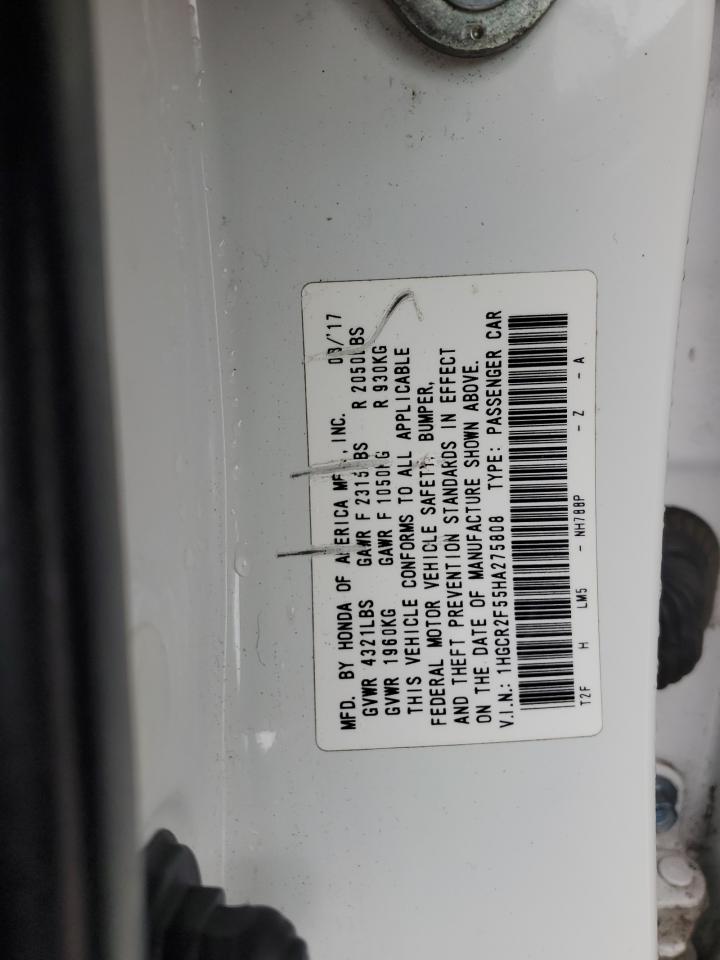 MFD. BY HONDA OF AMERICA MFG., INC. 03/'17
GVWR 4321LBS GAWR F 2315LBS R 2050LBS
GVWR 1960KG GAWR F 1050KG R 930KG
THIS VEHICLE CONFORMS TO ALL APPLICABLE
FEDERAL MOTOR VEHICLE SAFETY, BUMPER,
AND THEFT PREVENTION STANDARDS IN EFFECT
ON THE DATE OF MANUFACTURE SHOWN ABOVE.
V.I.N.: 1HGCR2F55HA275808 TYPE: PASSENGER CAR
T2F H LM5 - NH788P - Z - A